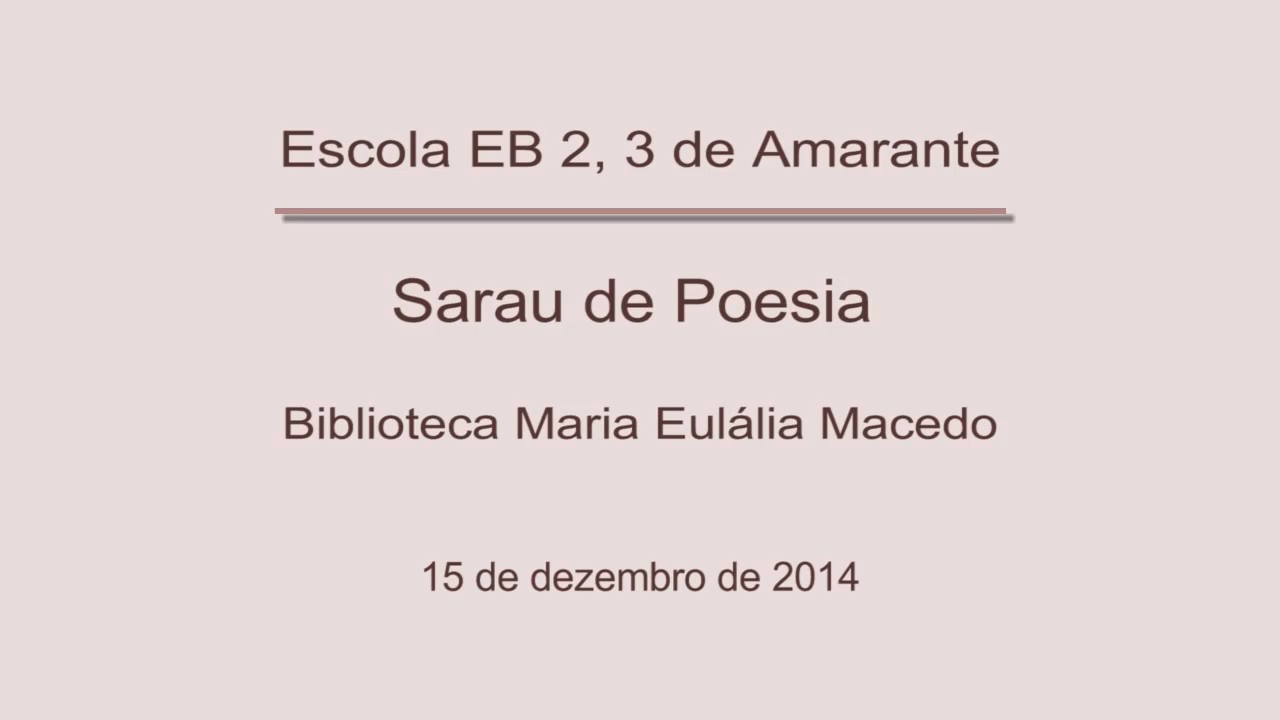 Escola EB 2, 3 de Amarante
Sarau de Poesia
Biblioteca Maria Eulália Macedo
15 de dezembro de 2014